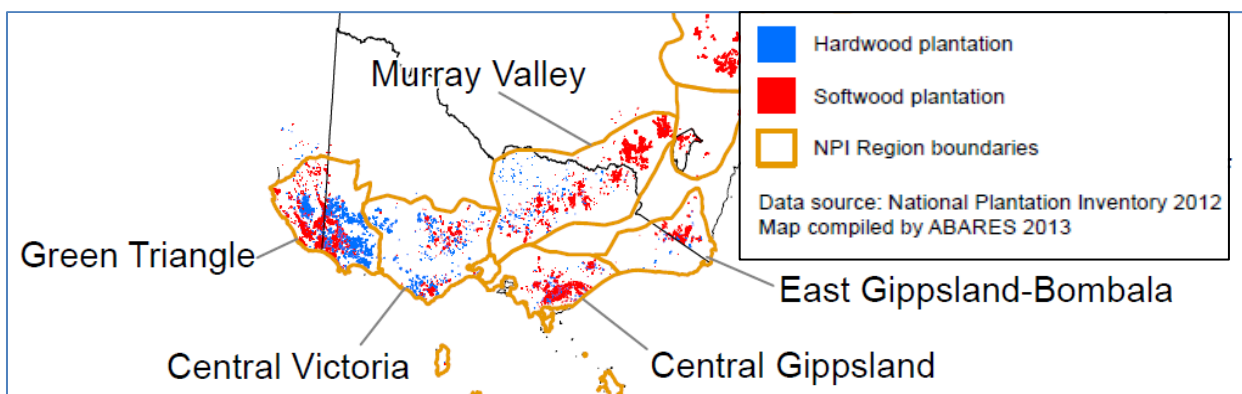 Murray Valley
Green Triangle
Central Victoria
Central Gippsland
East Gippsland-Bombala
Hardwood plantation
Softwood plantation
NPI Region boundaries
Data source: National Plantation Inventory 2012
Map compiled by ABARES 2013